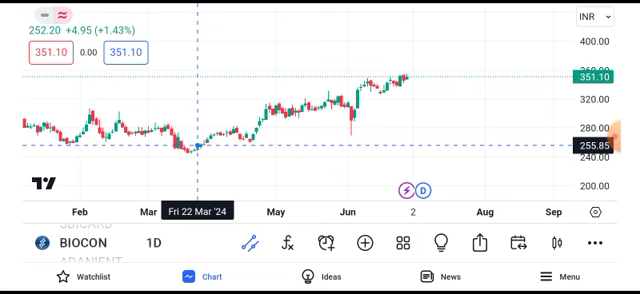 INR
252.20 +4.95 (+1.43%)
351.10 0.00 351.10
400.00
351.10
320.00
280.00
255.85
240.00
200.00
Feb Mar Fri 22 Mar '24 May Jun 2 Aug Sep
D
SBICARD
BIOCON 1D
ADANIENT
Watchlist Chart Ideas News Menu